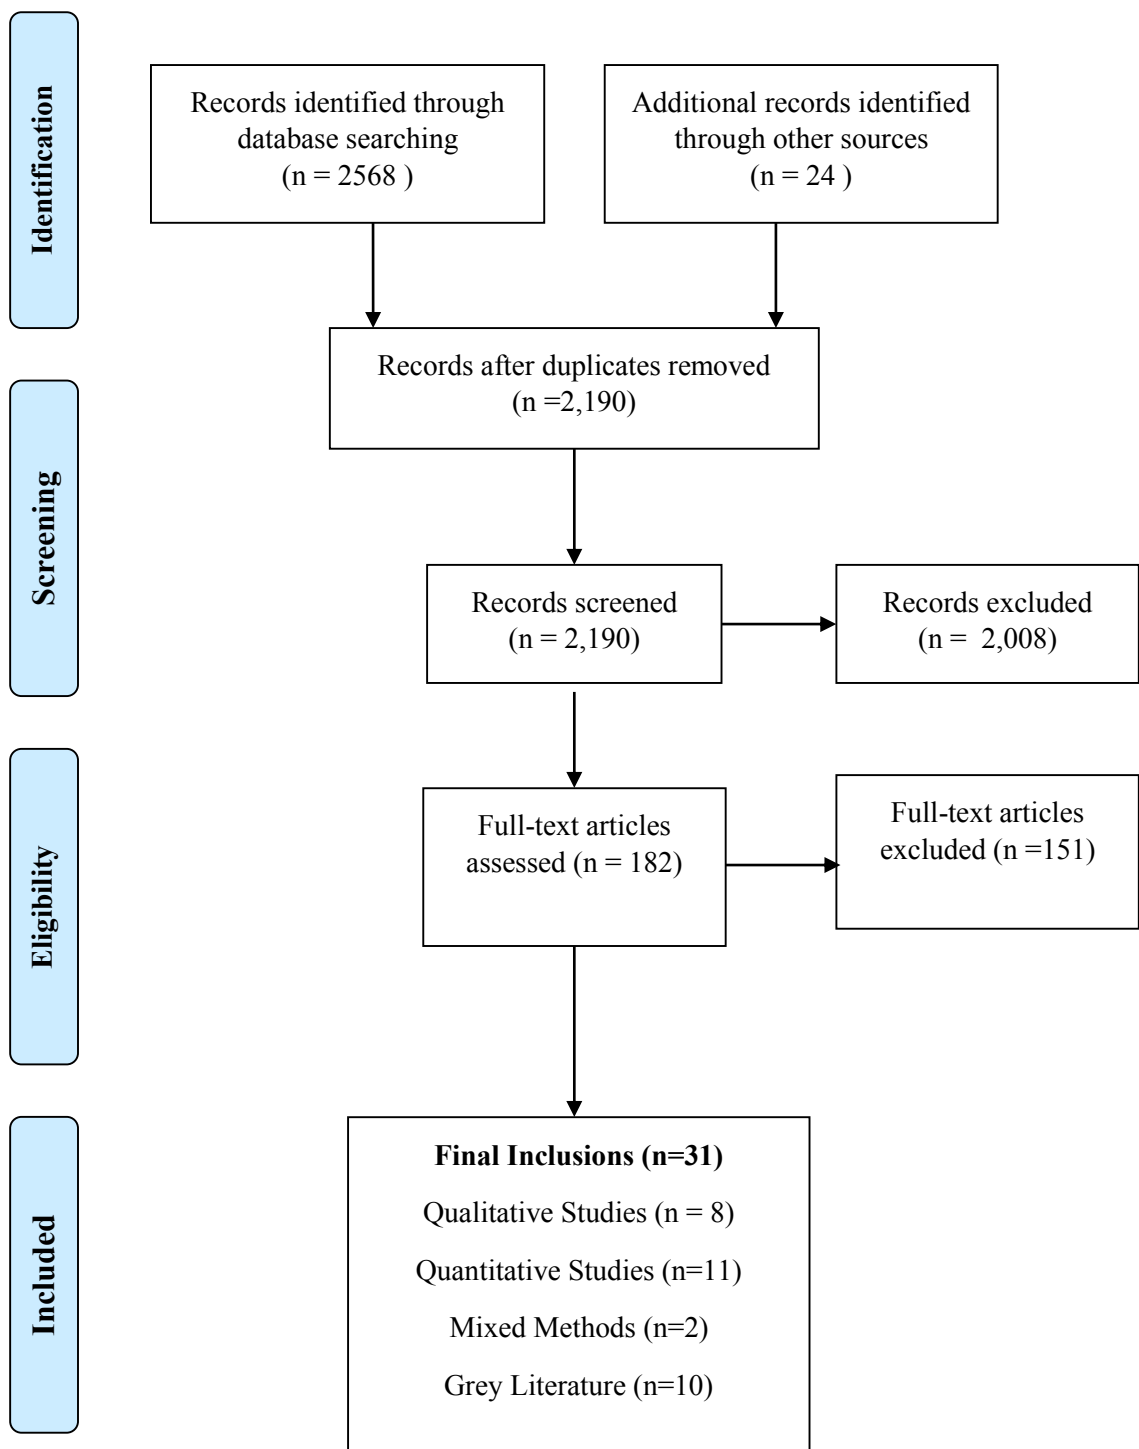 Identification
Records identified through
database searching
(n = 2568 )
Additional records identified
through other sources
(n = 24 )
Records after duplicates removed
(n =2,190)
Screening
Records screened
(n = 2,190)
Records excluded
(n =  2,008)
Eligibility
Full-text articles
assessed (n = 182)
Full-text articles
excluded (n =151)
Included
Final Inclusions (n=31)
Qualitative Studies (n = 8)
Quantitative Studies (n=11)
Mixed Methods (n=2)
Grey Literature (n=10)